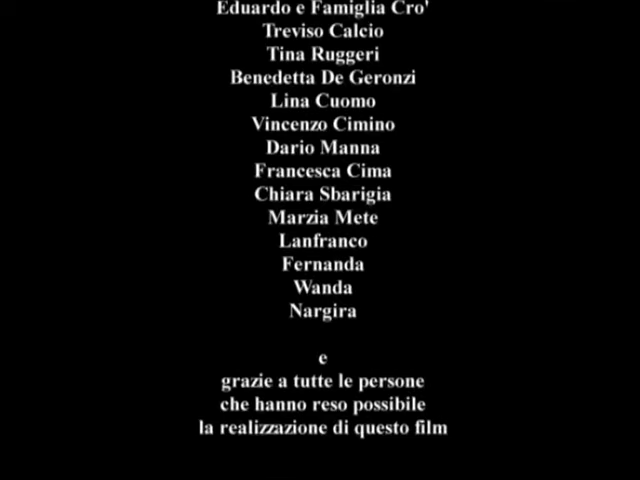 Eduardo e Famiglia Cro'
Treviso Calcio
Tina Ruggeri
Benedetta De Geronzi
Lina Cuomo
Vincenzo Cimino
Dario Manna
Francesca Cima
Chiara Sbarigia
Marzia Mete
Lanfranco
Fernanda
Wanda
Nargira
e
grazie a tutte le persone
che hanno reso possibile
la realizzazione di questo film